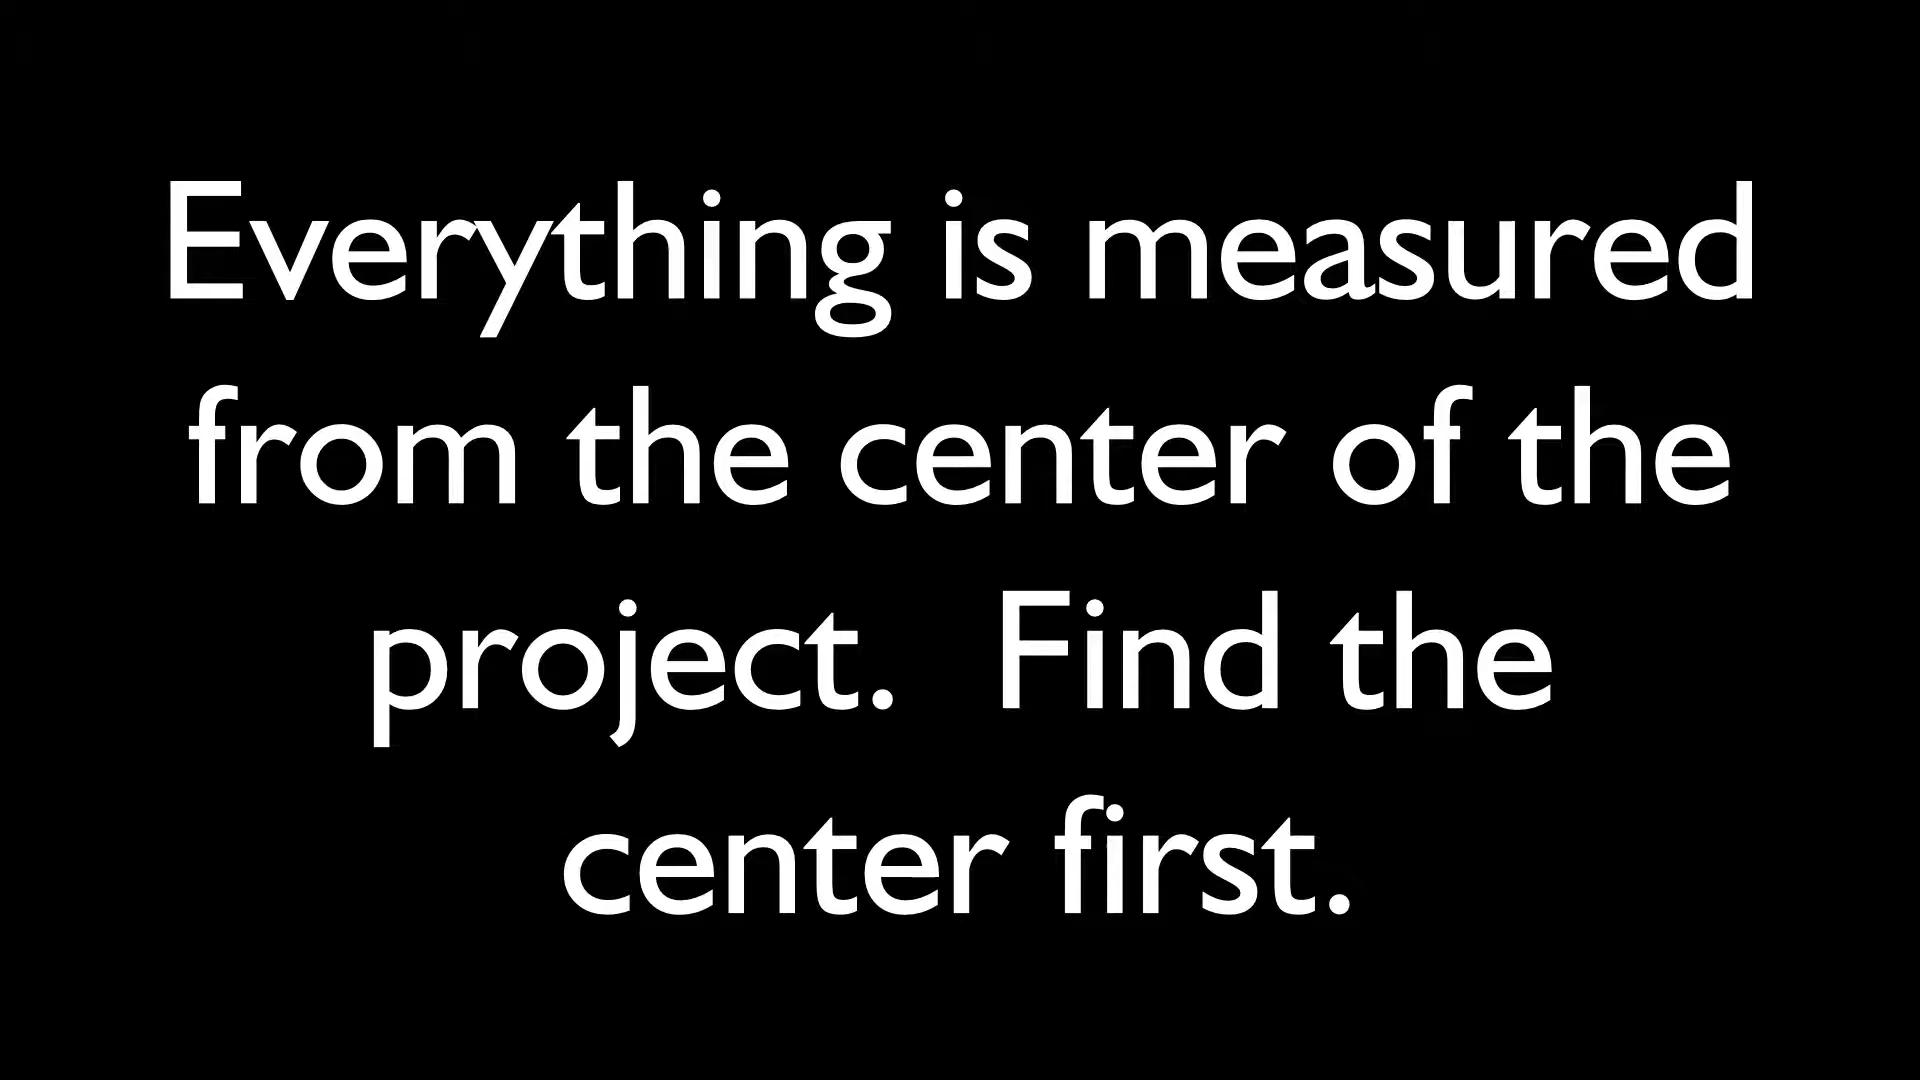 Everything is measured
from the center of the
project.  Find the
center first.